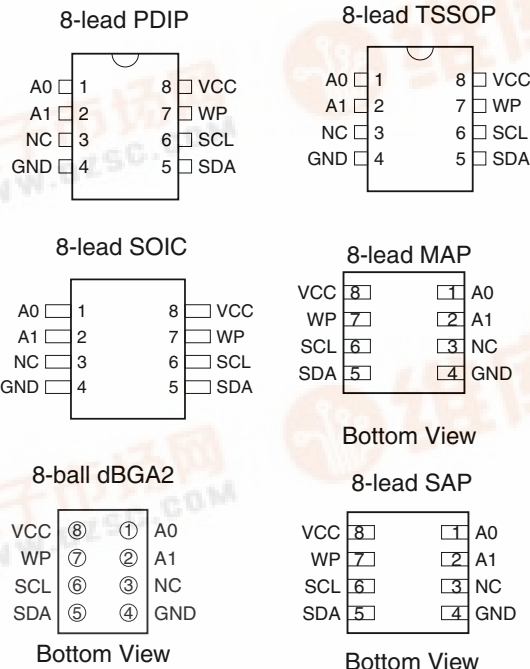 8-lead PDIP
A0 1 8 VCC
A1 2 7 WP
NC 3 6 SCL
GND 4 5 SDA
8-lead TSSOP
A0 1 8 VCC
A1 2 7 WP
NC 3 6 SCL
GND 4 5 SDA
8-lead SOIC
A0 1 8 VCC
A1 2 7 WP
NC 3 6 SCL
GND 4 5 SDA
8-lead MAP
VCC 8 1 A0
WP 7 2 A1
SCL 6 3 NC
SDA 5 4 GND
Bottom View
8-ball dBGA2
VCC ⑧ ① A0
WP ⑦ ② A1
SCL ⑥ ③ NC
SDA ⑤ ④ GND
Bottom View
8-lead SAP
VCC 8 1 A0
WP 7 2 A1
SCL 6 3 NC
SDA 5 4 GND
Bottom View